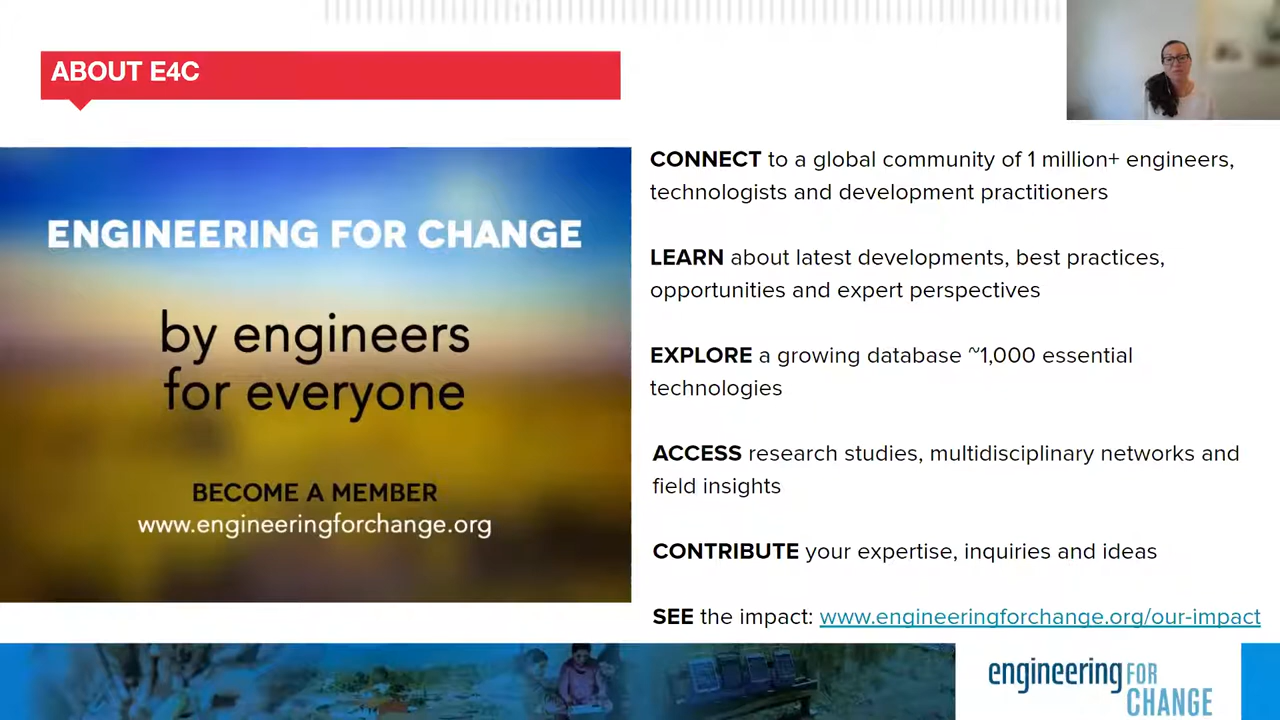 ABOUT E4C
ENGINEERING FOR CHANGE
by engineers
for everyone
BECOME A MEMBER
www.engineeringforchange.org
CONNECT to a global community of 1 million+ engineers,
technologists and development practitioners
LEARN about latest developments, best practices,
opportunities and expert perspectives
EXPLORE a growing database ~1,000 essential
technologies
ACCESS research studies, multidisciplinary networks and
field insights
CONTRIBUTE your expertise, inquiries and ideas
SEE the impact: www.engineeringforchange.org/our-impact
engineering FOR
CHANGE